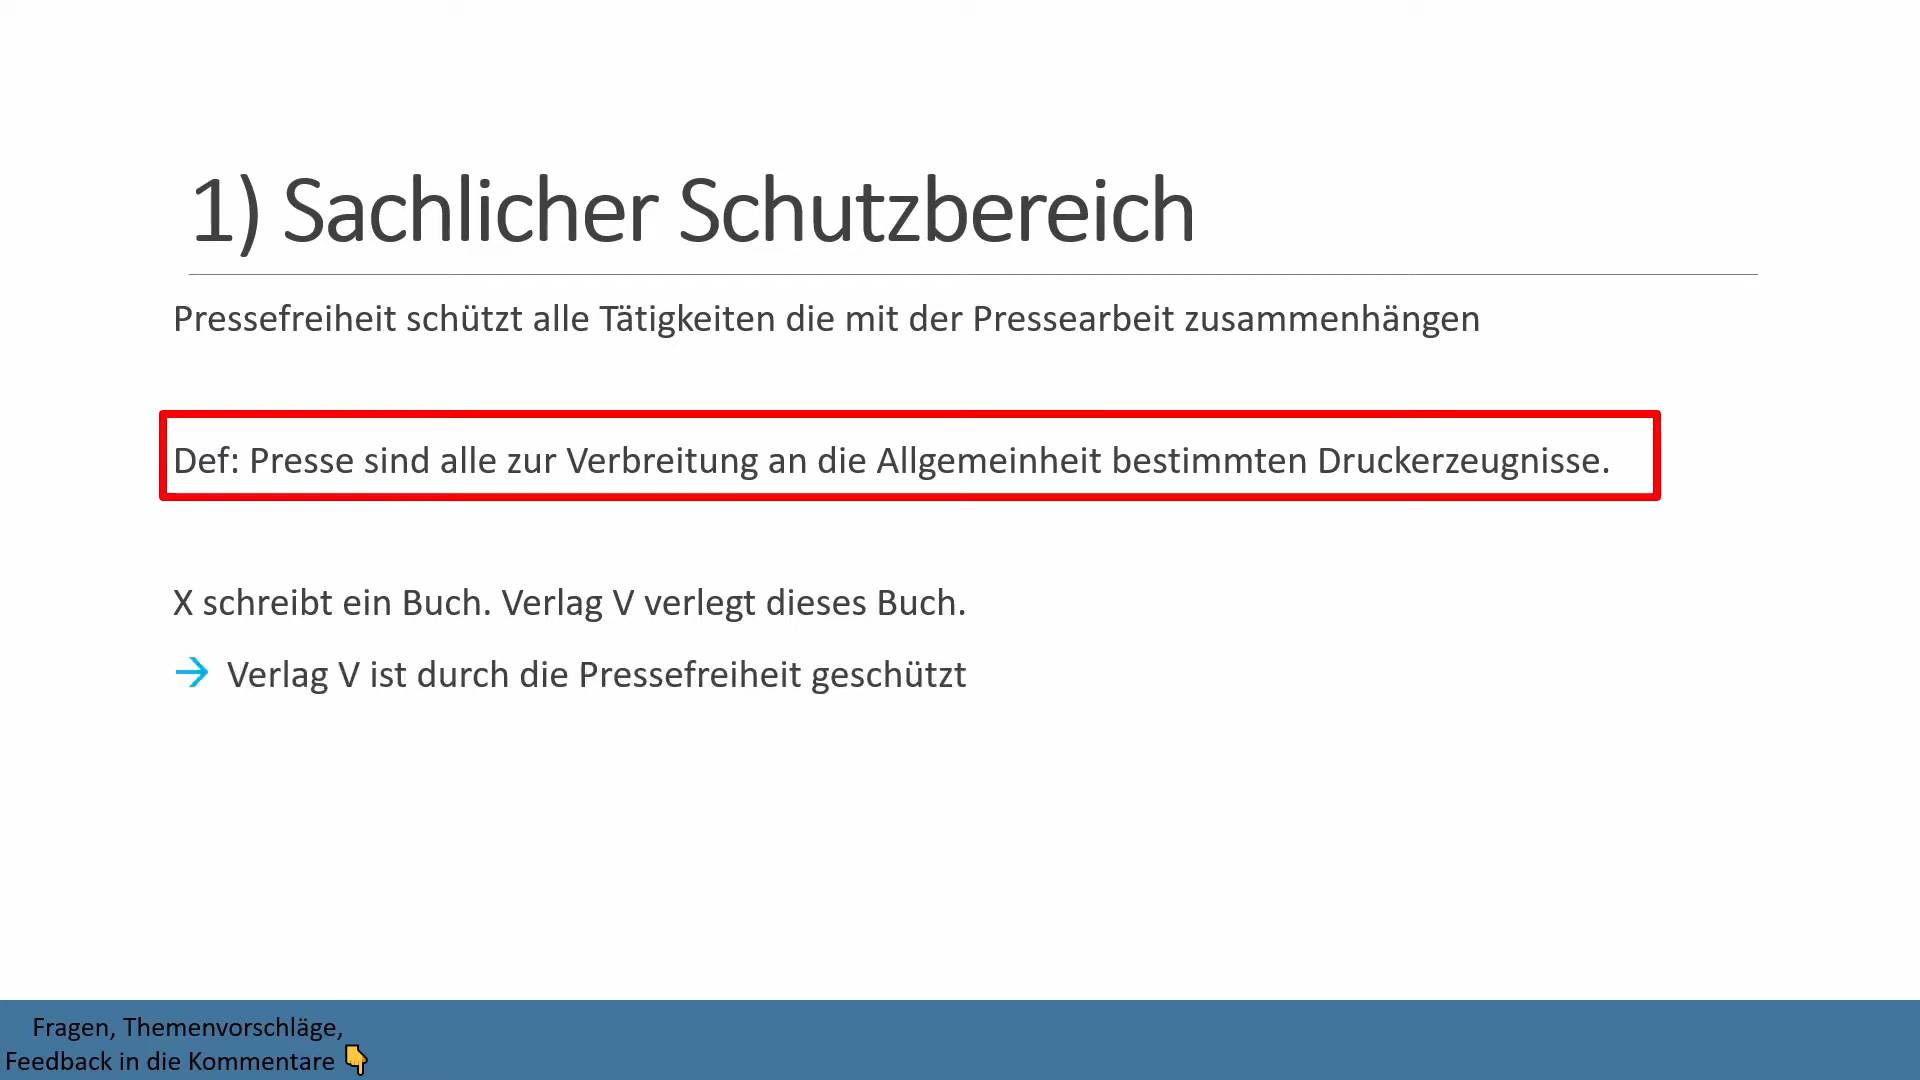 1) Sachlicher Schutzbereich
Pressefreiheit schützt alle Tätigkeiten die mit der Pressearbeit zusammenhängen
Def: Presse sind alle zur Verbreitung an die Allgemeinheit bestimmten Druckerzeugnisse.
X schreibt ein Buch. Verlag V verlegt dieses Buch.
→ Verlag V ist durch die Pressefreiheit geschützt
Fragen, Themenvorschläge,
Feedback in die Kommentare 👇